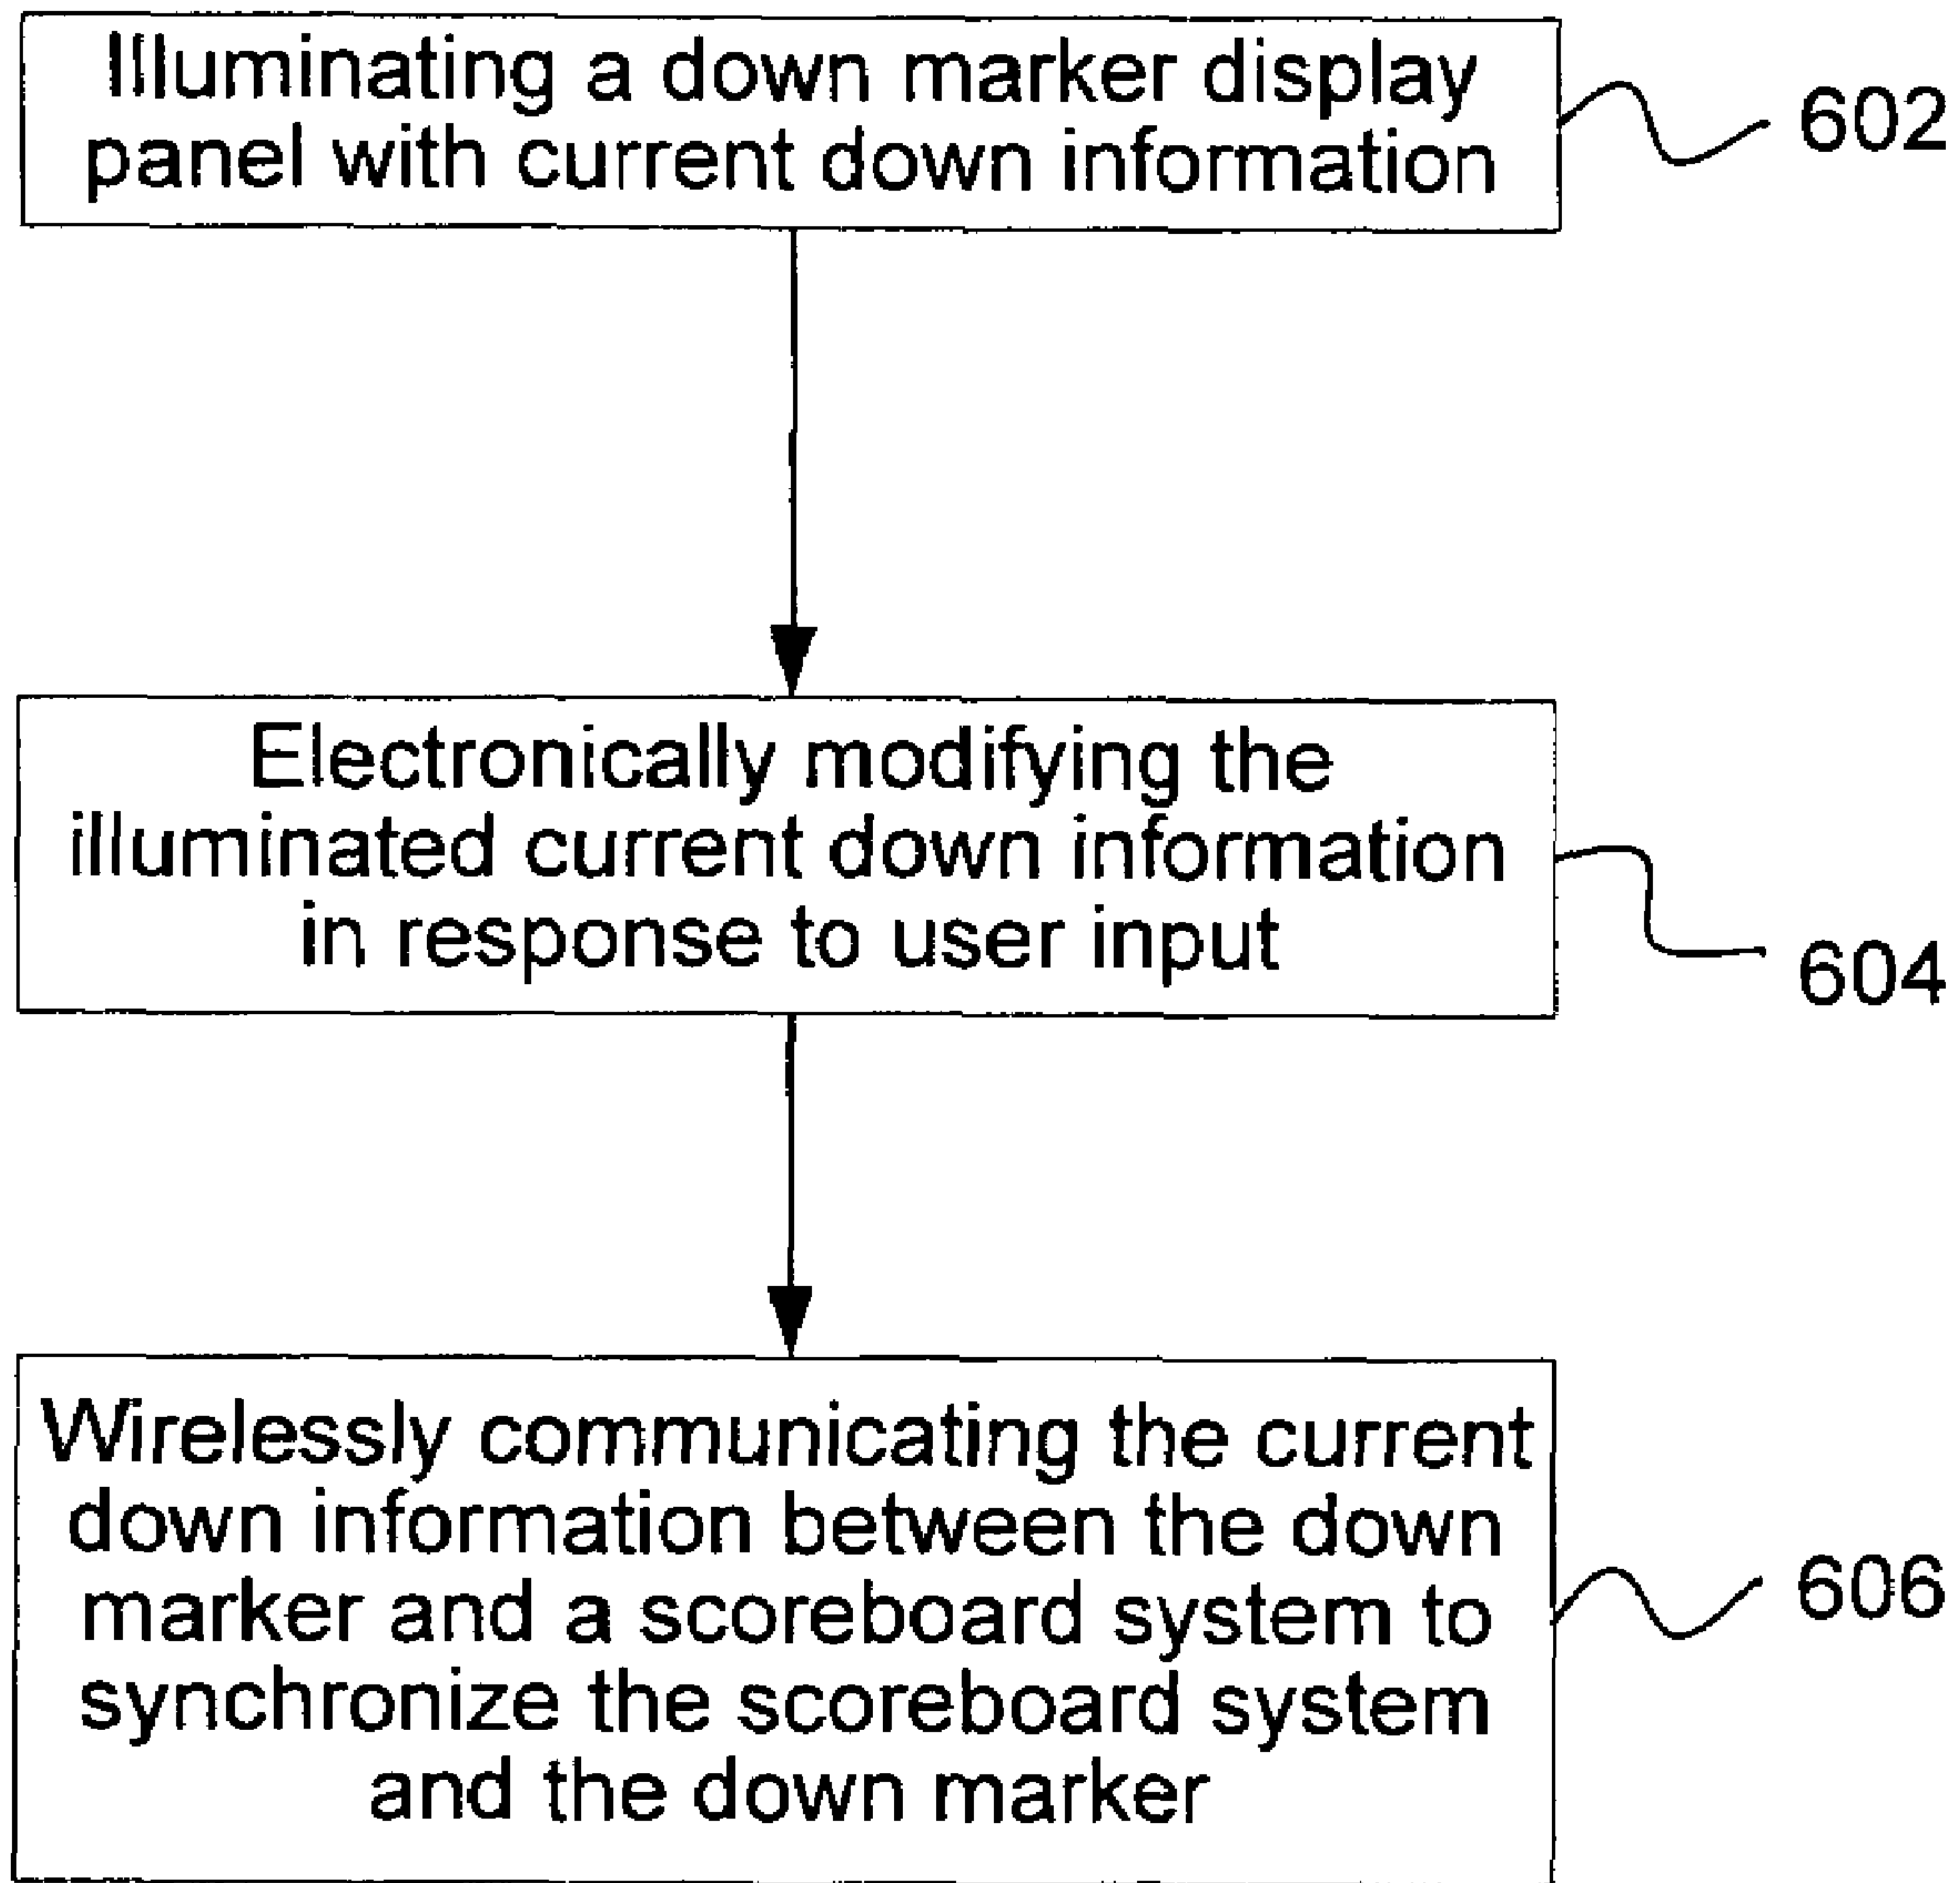 Illuminating a down marker display
panel with current down information
602
Electronically modifying the
illuminated current down information
in response to user input
604
Wirelessly communicating the current
down information between the down
marker and a scoreboard system to
synchronize the scoreboard system
and the down marker
606